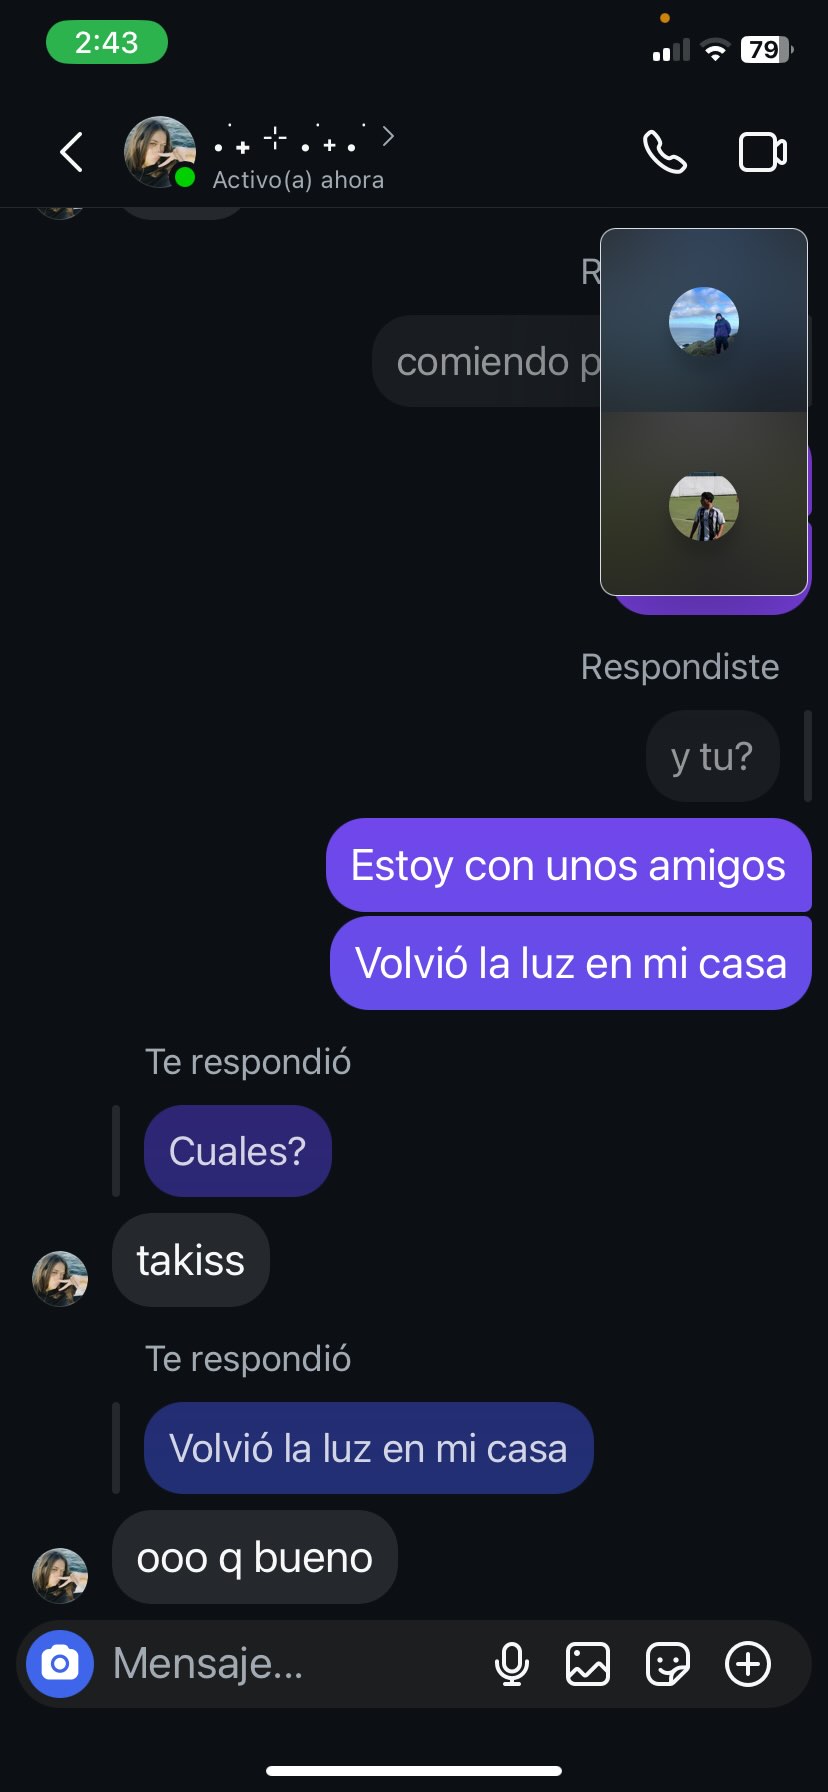 2:43
79
Activo(a) ahora
R
comiendo p
Respondiste
y tu?
Estoy con unos amigos
Volvió la luz en mi casa
Te respondió
Cuales?
takiss
Te respondió
Volvió la luz en mi casa
ooo q bueno
Mensaje...